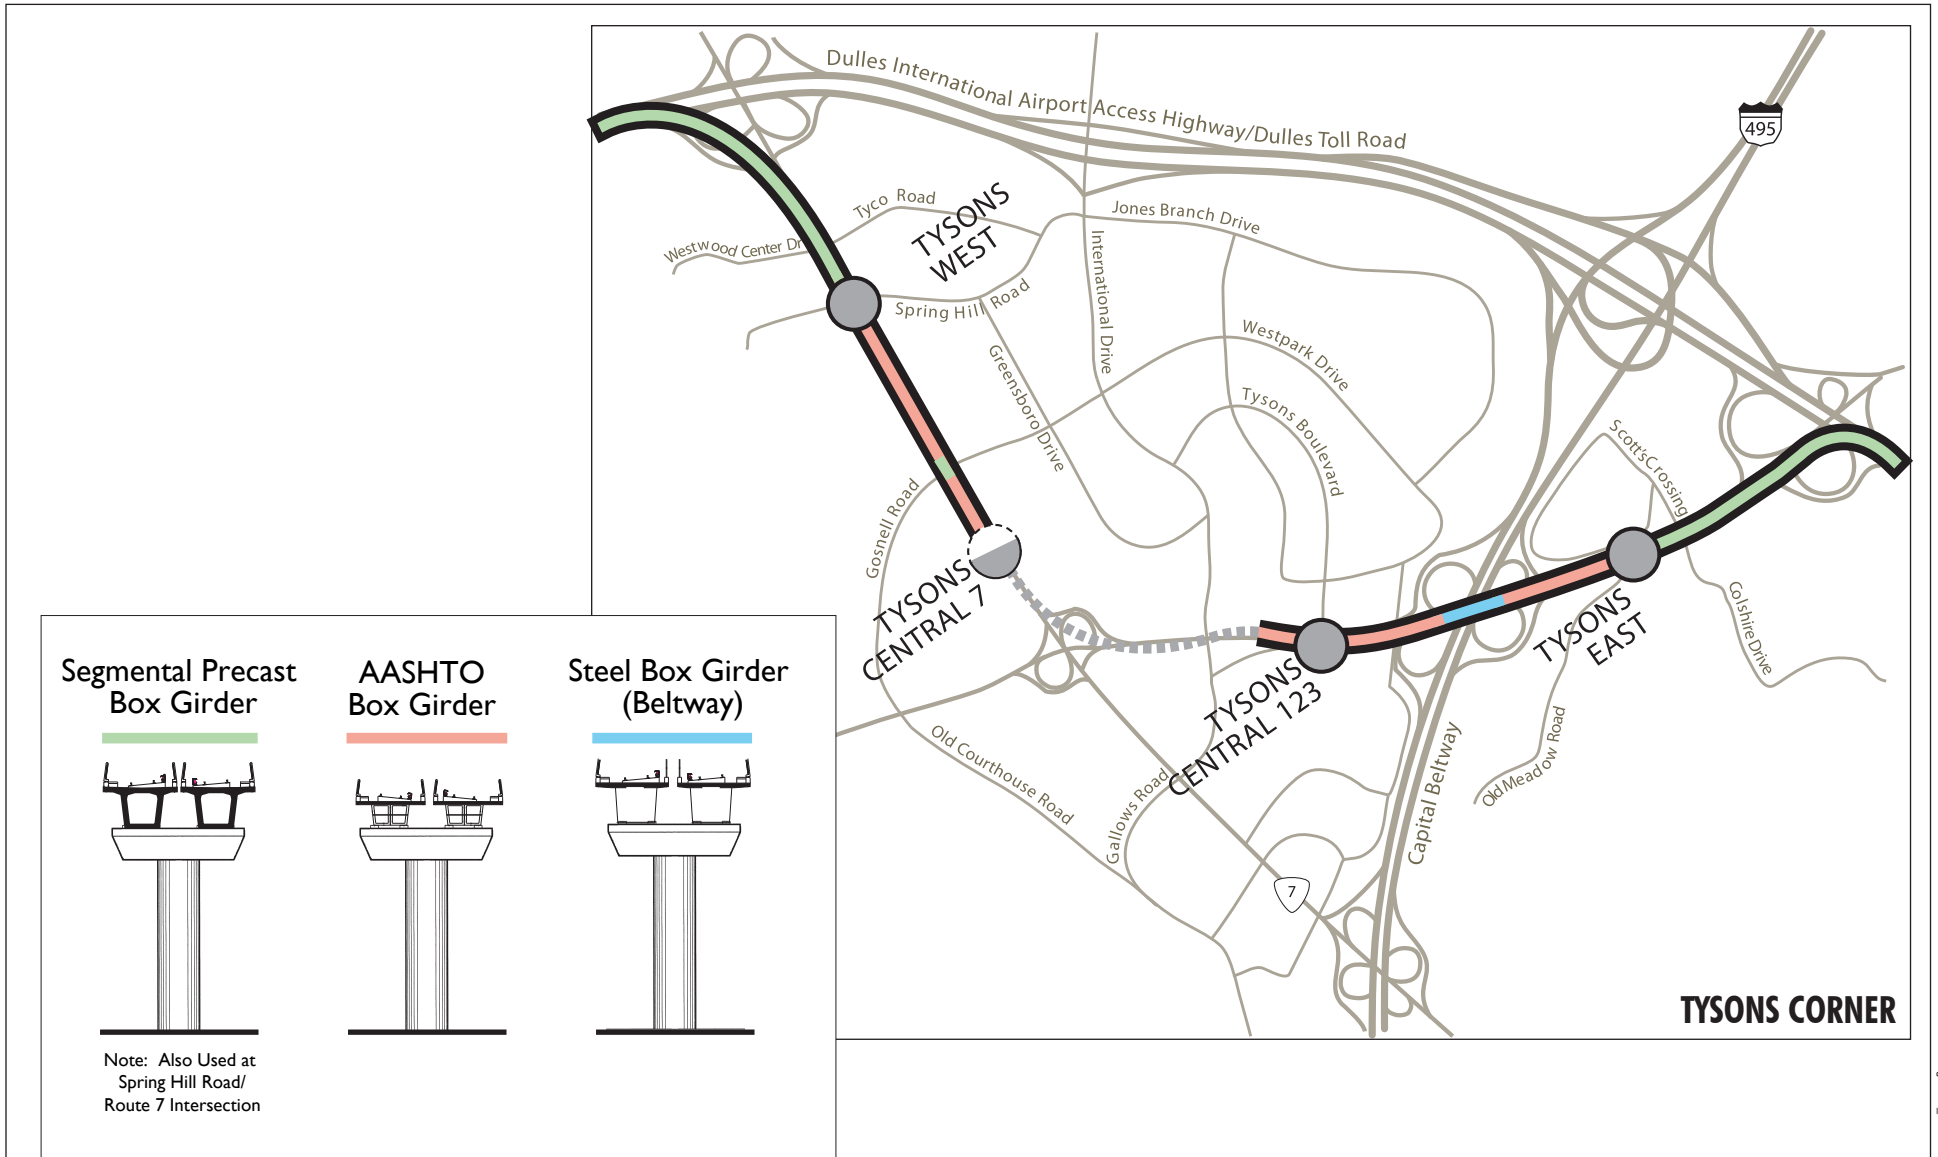 Dulles International Airport Access Highway/Dulles Toll Road
495
Tyco Road
TYSONS
WEST
Jones Branch Drive
Westwood Center Dr
International Drive
Spring Hill Road
Westpark Drive
Greensboro Drive
Tysons Boulevard
Scott'sCrossing
Gosnell Road
TYSONS
CENTRAL 7
TYSONS
EAST
Colshire Drive
TYSONS
CENTRAL 123
Old Meadow Road
Capital Beltway
Old Courthouse Road
Gallows Road
7
TYSONS CORNER
Segmental Precast
Box Girder
AASHTO
Box Girder
Steel Box Girder
(Beltway)
Note: Also Used at
Spring Hill Road/
Route 7 Intersection